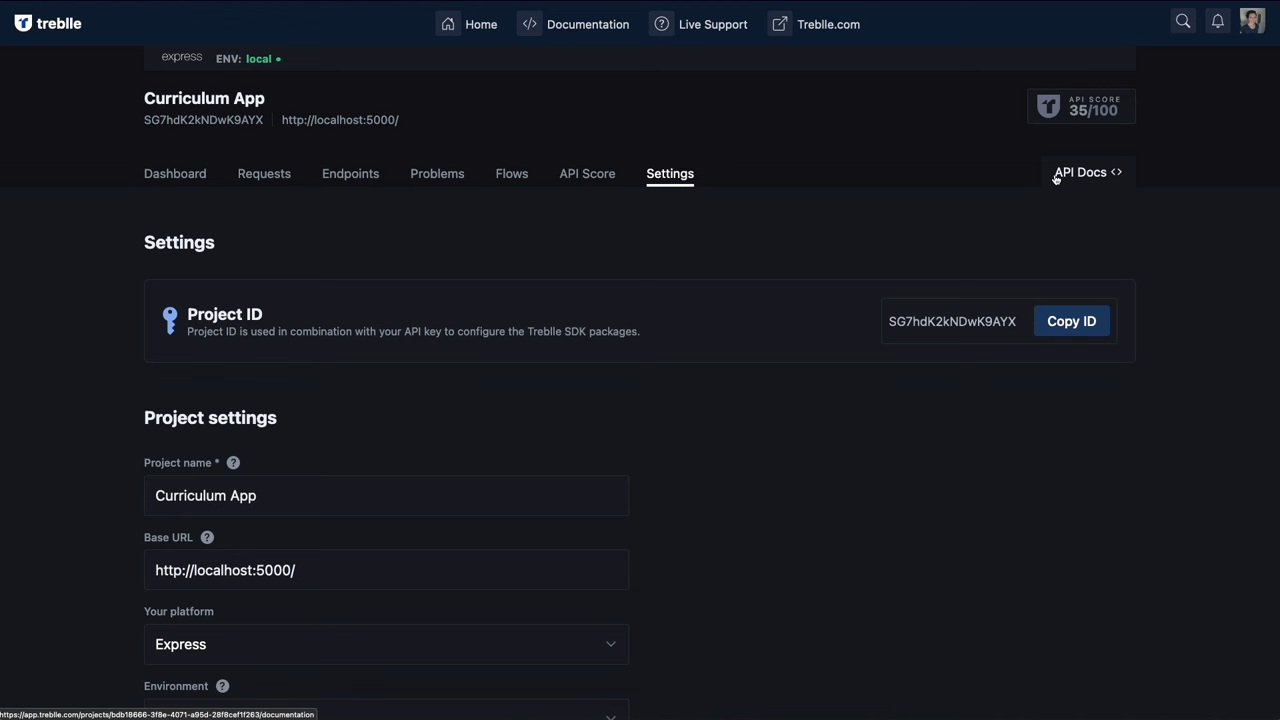 treblle
Home
Documentation
Live Support
Treblle.com
express
ENV: local
Curriculum App
SG7hdK2kNDwK9AYX
http://localhost:5000/
API SCORE
35/100
Dashboard
Requests
Endpoints
Problems
Flows
API Score
Settings
API Docs <>
Settings
Project ID
Project ID is used in combination with your API key to configure the Treblle SDK packages.
SG7hdK2kNDwK9AYX
Copy ID
Project settings
Project name *
Curriculum App
Base URL
http://localhost:5000/
Your platform
Express
Environment
https://app.treblle.com/projects/bdb18666-3f8e-4071-a95d-28f8cef1f263/documentation